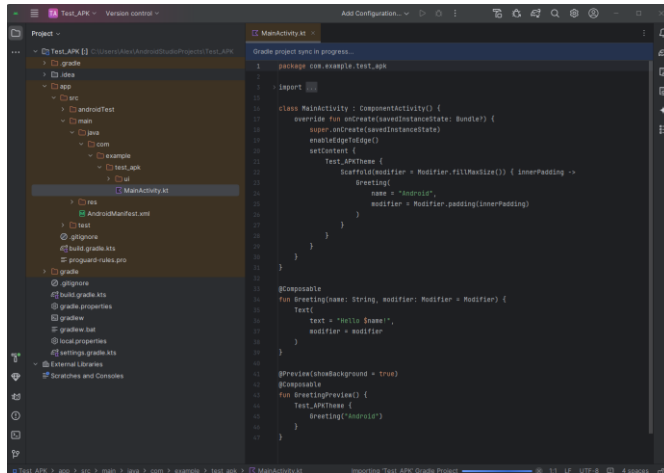 TA Test_APK Version control
Add Configuration...
Project
MainActivity.kt
Test_APK [:] C:\Users\Alex\AndroidStudioProjects\Test_APK
.gradle
.idea
app
src
androidTest
main
java
com
example
test_apk
ui
MainActivity.kt
res
AndroidManifest.xml
test
.gitignore
build.gradle.kts
proguard-rules.pro
gradle
.gitignore
build.gradle.kts
gradle.properties
gradlew
gradlew.bat
local.properties
settings.gradle.kts
External Libraries
Scratches and Consoles
Gradle project sync in progress...
package com.example.test_apk
import ...
class MainActivity : ComponentActivity() {
override fun onCreate(savedInstanceState: Bundle?) {
super.onCreate(savedInstanceState)
enableEdgeToEdge()
setContent {
Test_APKTheme {
Scaffold(modifier = Modifier.fillMaxSize()) { innerPadding ->
Greeting(
name = "Android",
modifier = Modifier.padding(innerPadding)
)
}
}
}
}
}
@Composable
fun Greeting(name: String, modifier: Modifier = Modifier) {
Text(
text = "Hello $name!",
modifier = modifier
)
}
@Preview(showBackground = true)
@Composable
fun GreetingPreview() {
Test_APKTheme {
Greeting("Android")
}
}
Test_APK > app > src > main > java > com > example > test_apk > MainActivity.kt
Importing 'Test_APK' Gradle Project
1:1 LF UTF-8 4 spaces